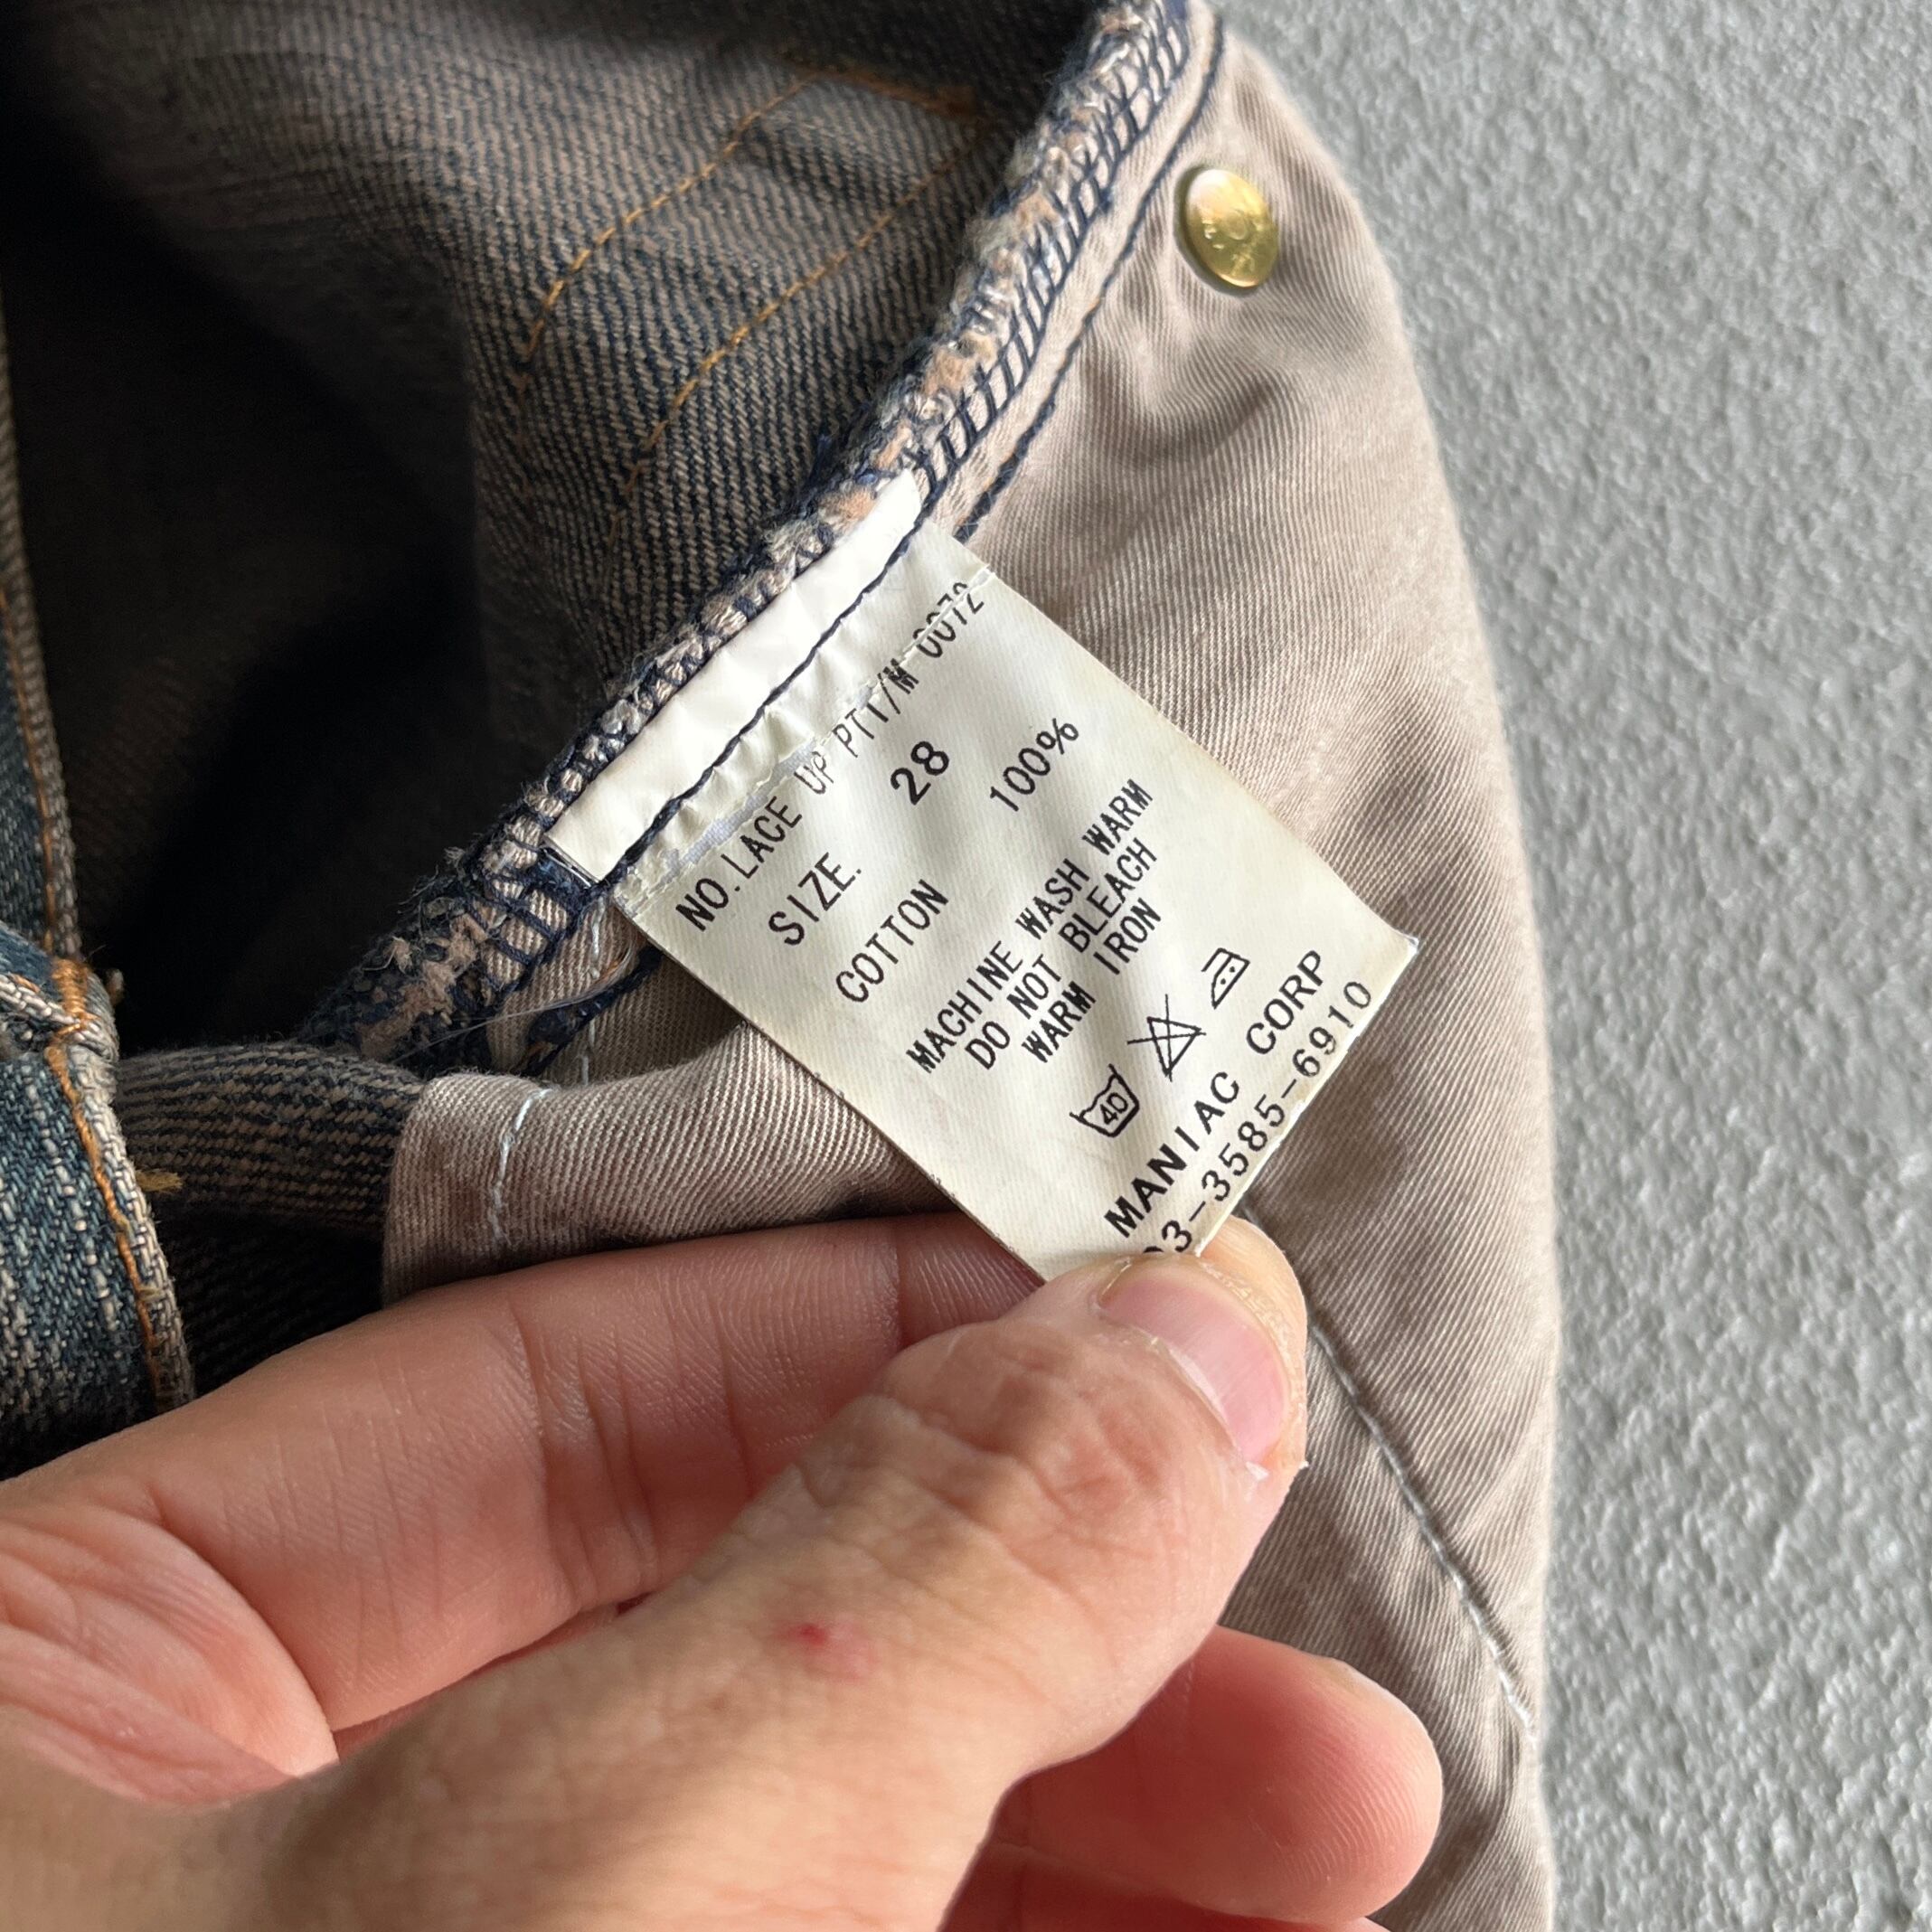 NO.LACE UP PTT/M 0072
SIZE. 28
COTTON 100%
MACHINE WASH WARM
DO NOT BLEACH
WARM IRON
40
MANIAC CORP
03-3585-6910